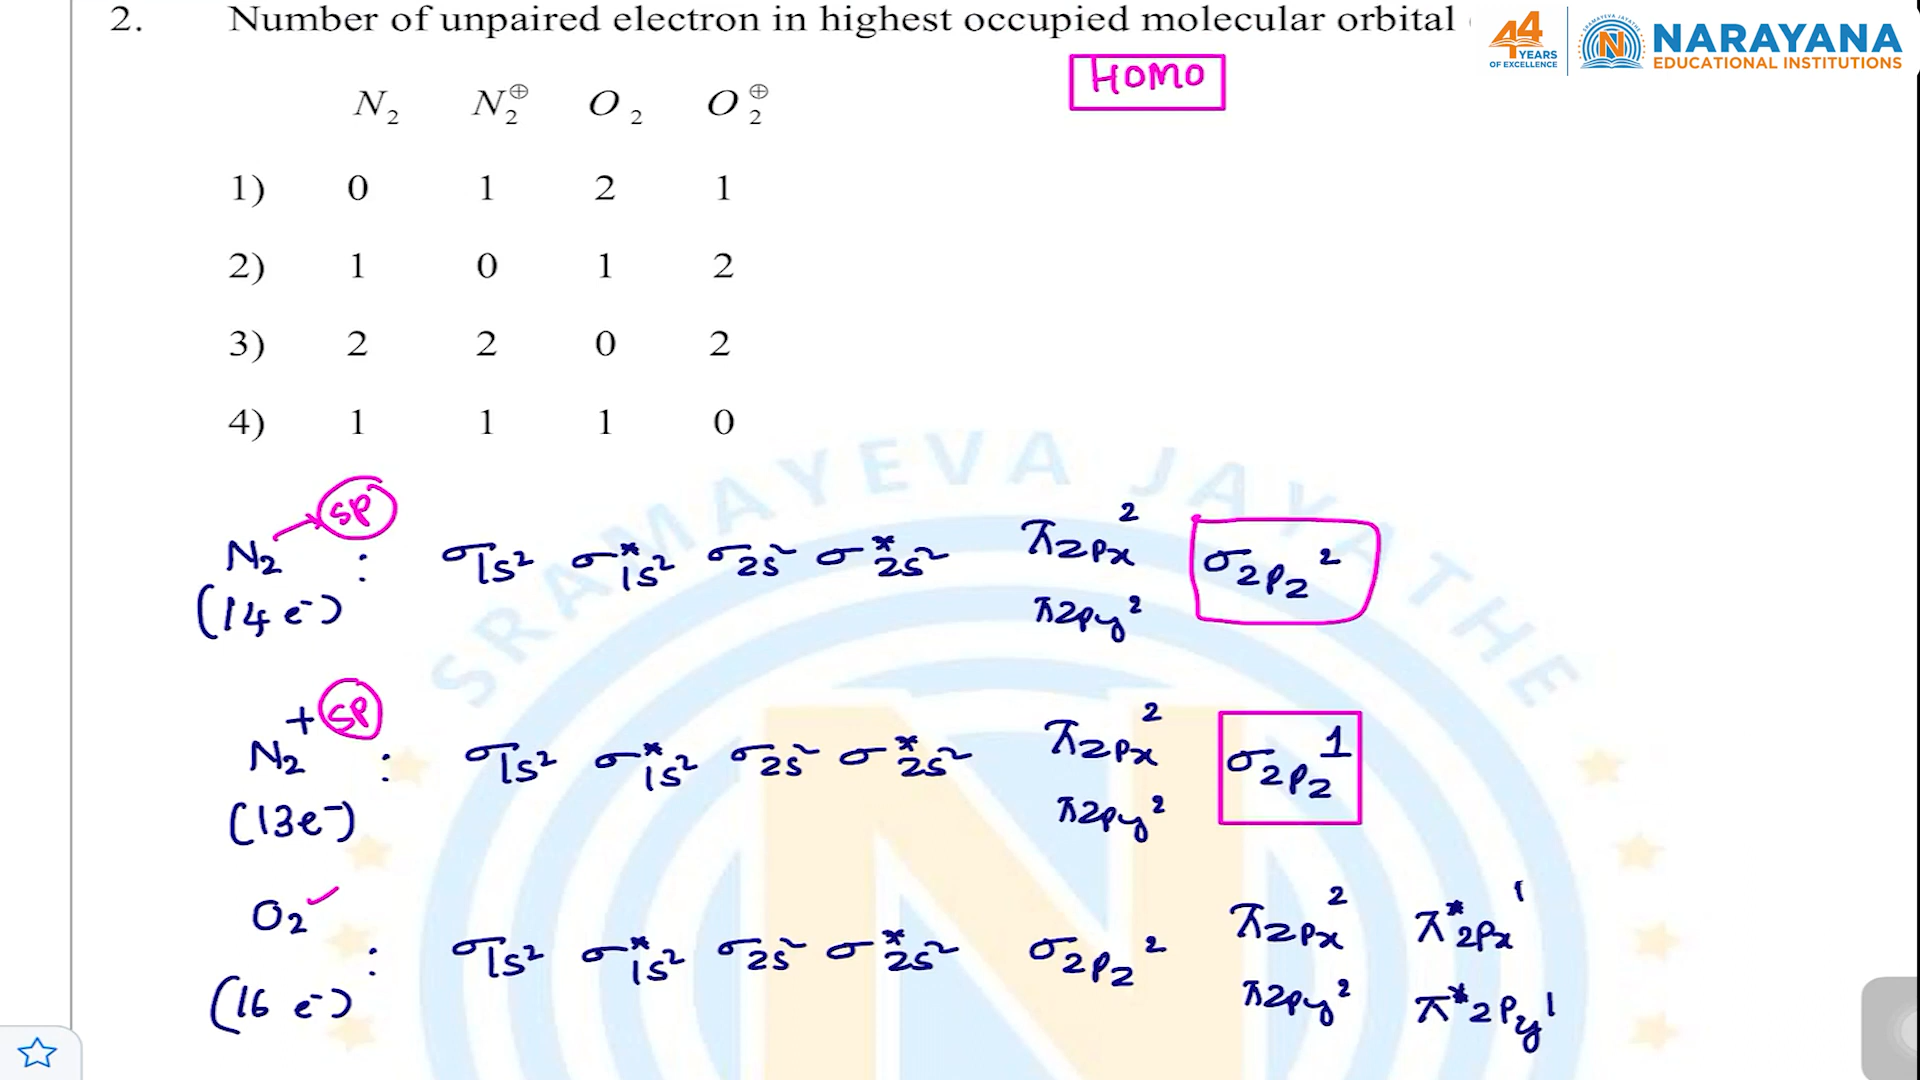 2. Number of unpaired electron in highest occupied molecular orbital
44 YEARS OF EXCELLENCE
NARAYANA
EDUCATIONAL INSTITUTIONS
HOMO
N₂ N₂⊕ O₂ O₂⊕
1) 0 1 2 1
2) 1 0 1 2
3) 2 2 0 2
4) 1 1 1 0
SRAMAYEVA JAYATHE
N₂ → sp : σ1s² σ*1s² σ2s² σ*2s² π2px² σ2pz²
(14 e⁻) π2py²
N₂⁺ sp : σ1s² σ*1s² σ2s² σ*2s² π2px² σ2pz¹
(13e⁻) π2py²
O₂ ✓ : σ1s² σ*1s² σ2s² σ*2s² σ2pz² π2px² π*2px¹
(16 e⁻) π2py² π*2py¹